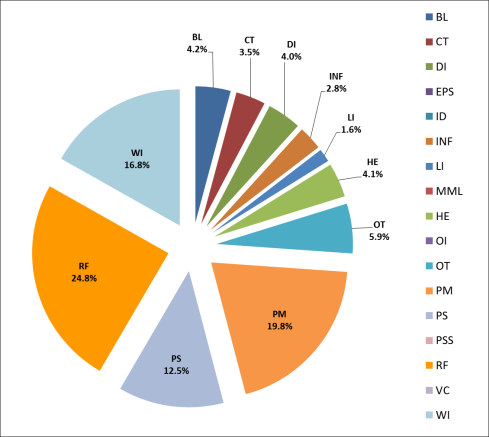 BL
4.2%
CT
3.5%
DI
4.0%
INF
2.8%
LI
1.6%
HE
4.1%
OT
5.9%
PM
19.8%
PS
12.5%
RF
24.8%
WI
16.8%
BL
CT
DI
EPS
ID
INF
LI
MML
HE
OI
OT
PM
PS
PSS
RF
VC
WI